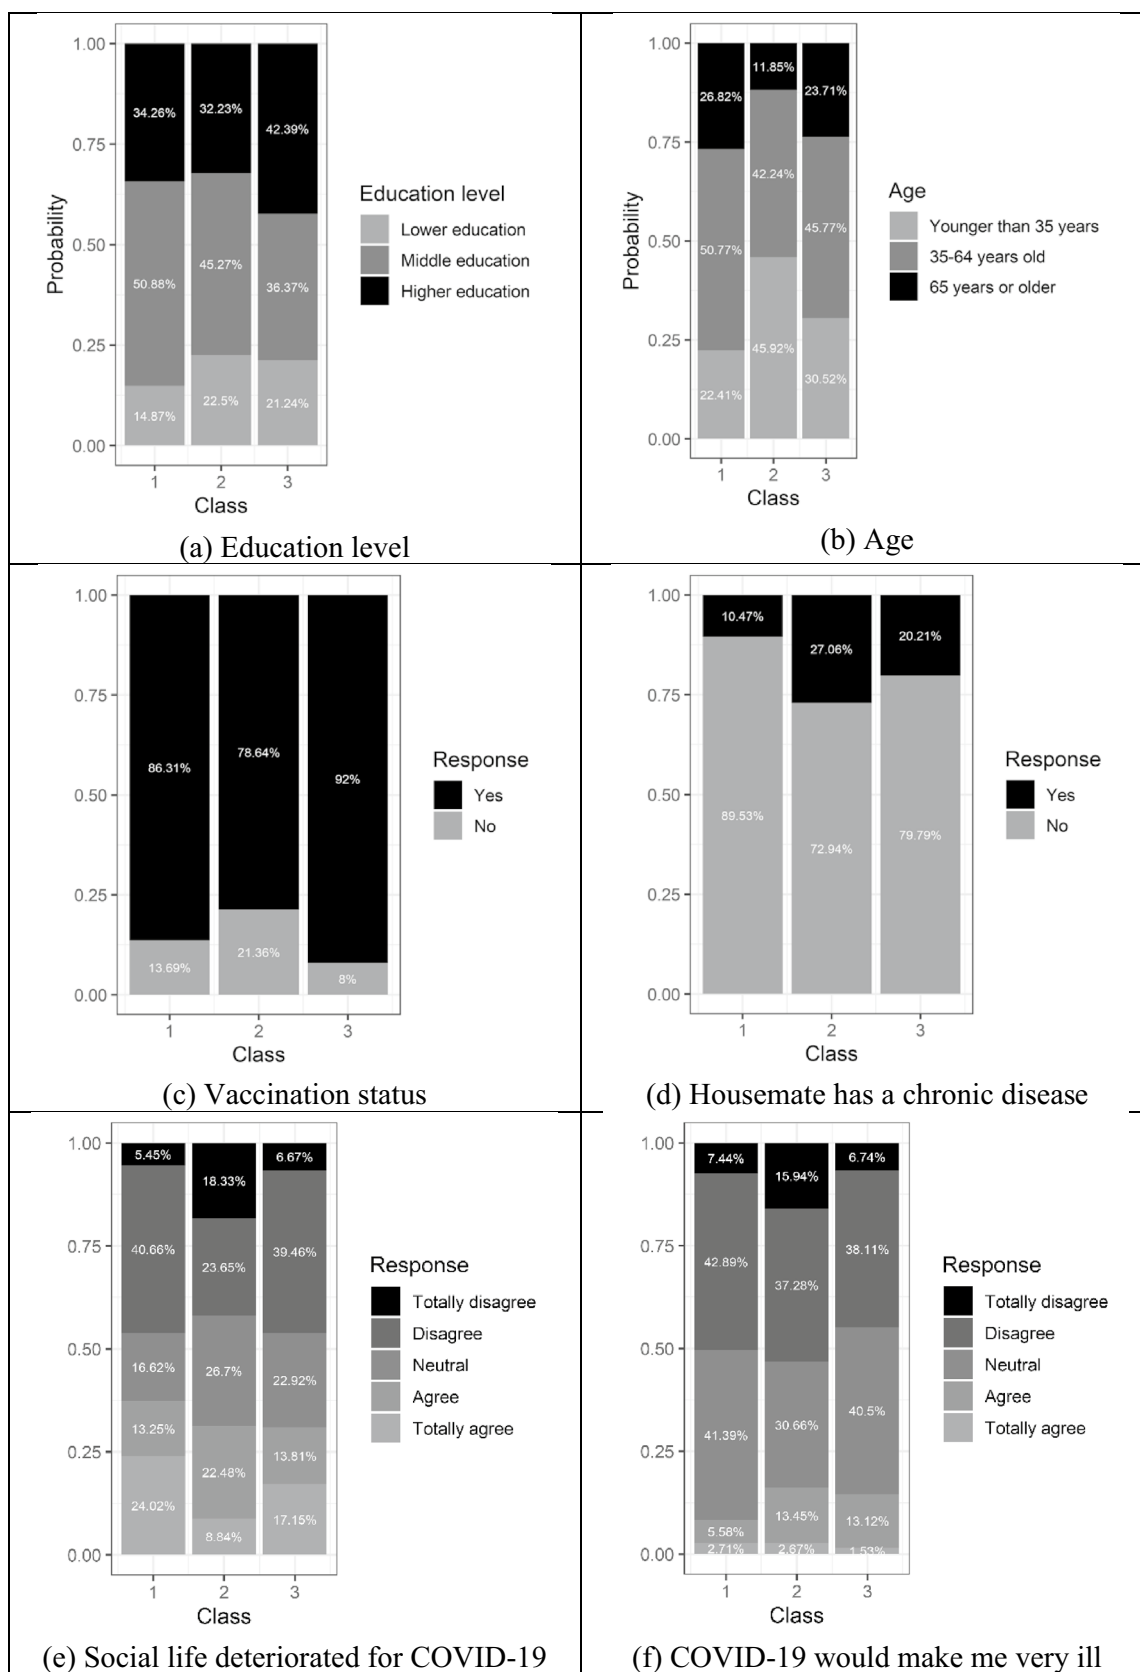 1.00
0.75
0.50
0.25
0.00
Probability
34.26%
32.23%
42.39%
50.88%
45.27%
36.37%
14.87%
22.5%
21.24%
1 2 3
Class
Education level
Lower education
Middle education
Higher education
(a) Education level
1.00
0.75
0.50
0.25
0.00
Probability
26.82%
11.85%
23.71%
50.77%
42.24%
45.77%
22.41%
45.92%
30.52%
1 2 3
Class
Age
Younger than 35 years
35-64 years old
65 years or older
(b) Age
1.00
0.75
0.50
0.25
0.00
86.31%
78.64%
92%
13.69%
21.36%
8%
1 2 3
Class
Response
Yes
No
(c) Vaccination status
1.00
0.75
0.50
0.25
0.00
10.47%
27.06%
20.21%
89.53%
72.94%
79.79%
1 2 3
Class
Response
Yes
No
(d) Housemate has a chronic disease
1.00
0.75
0.50
0.25
0.00
5.45%
18.33%
6.67%
40.66%
23.65%
39.46%
16.62%
26.7%
22.92%
13.25%
22.48%
13.81%
24.02%
8.84%
17.15%
1 2 3
Class
Response
Totally disagree
Disagree
Neutral
Agree
Totally agree
(e) Social life deteriorated for COVID-19
1.00
0.75
0.50
0.25
0.00
7.44%
15.94%
6.74%
42.89%
37.28%
38.11%
41.39%
30.66%
40.5%
5.58%
13.45%
13.12%
2.71%
2.67%
1.53%
1 2 3
Class
Response
Totally disagree
Disagree
Neutral
Agree
Totally agree
(f) COVID-19 would make me very ill